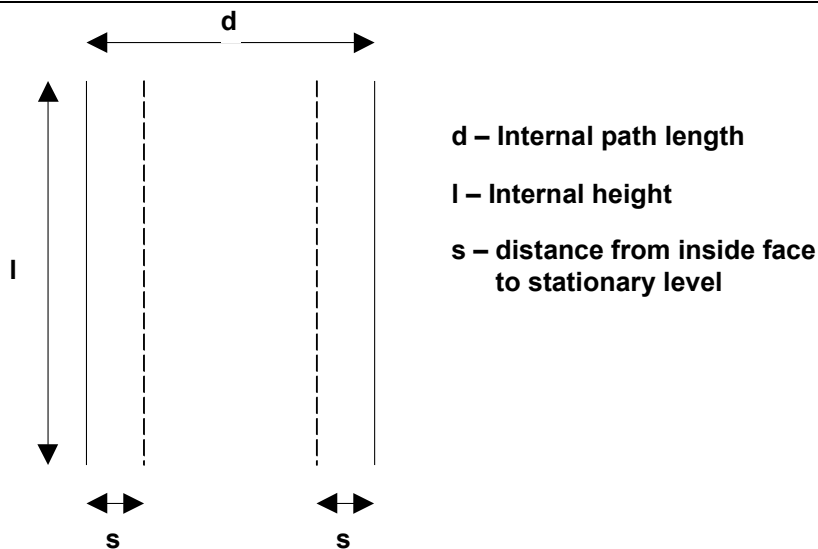 d
d – Internal path length
l – Internal height
s – distance from inside face
to stationary level
l
s
s